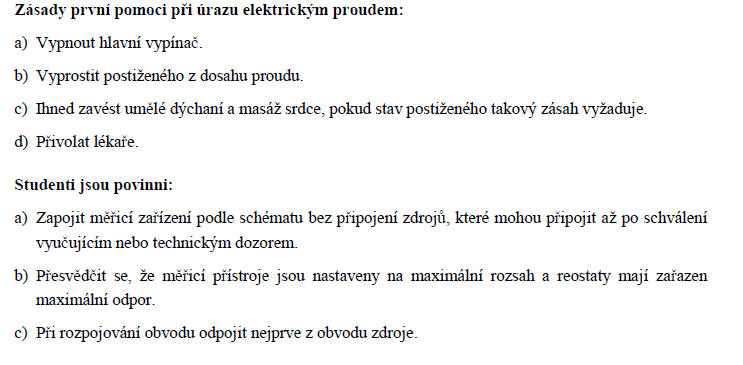 Zásady první pomoci při úrazu elektrickým proudem:
a) Vypnout hlavní vypínač.
b) Vyprostit postiženého z dosahu proudu.
c) Ihned zavést umělé dýchaní a masáž srdce, pokud stav postiženého takový zásah vyžaduje.
d) Přivolat lékaře.
Studenti jsou povinni:
a) Zapojit měřicí zařízení podle schématu bez připojení zdrojů, které mohou připojit až po schválení
vyučujícím nebo technickým dozorem.
b) Přesvědčit se, že měřicí přístroje jsou nastaveny na maximální rozsah a reostaty mají zařazen
maximální odpor.
c) Při rozpojování obvodu odpojit nejprve z obvodu zdroje.